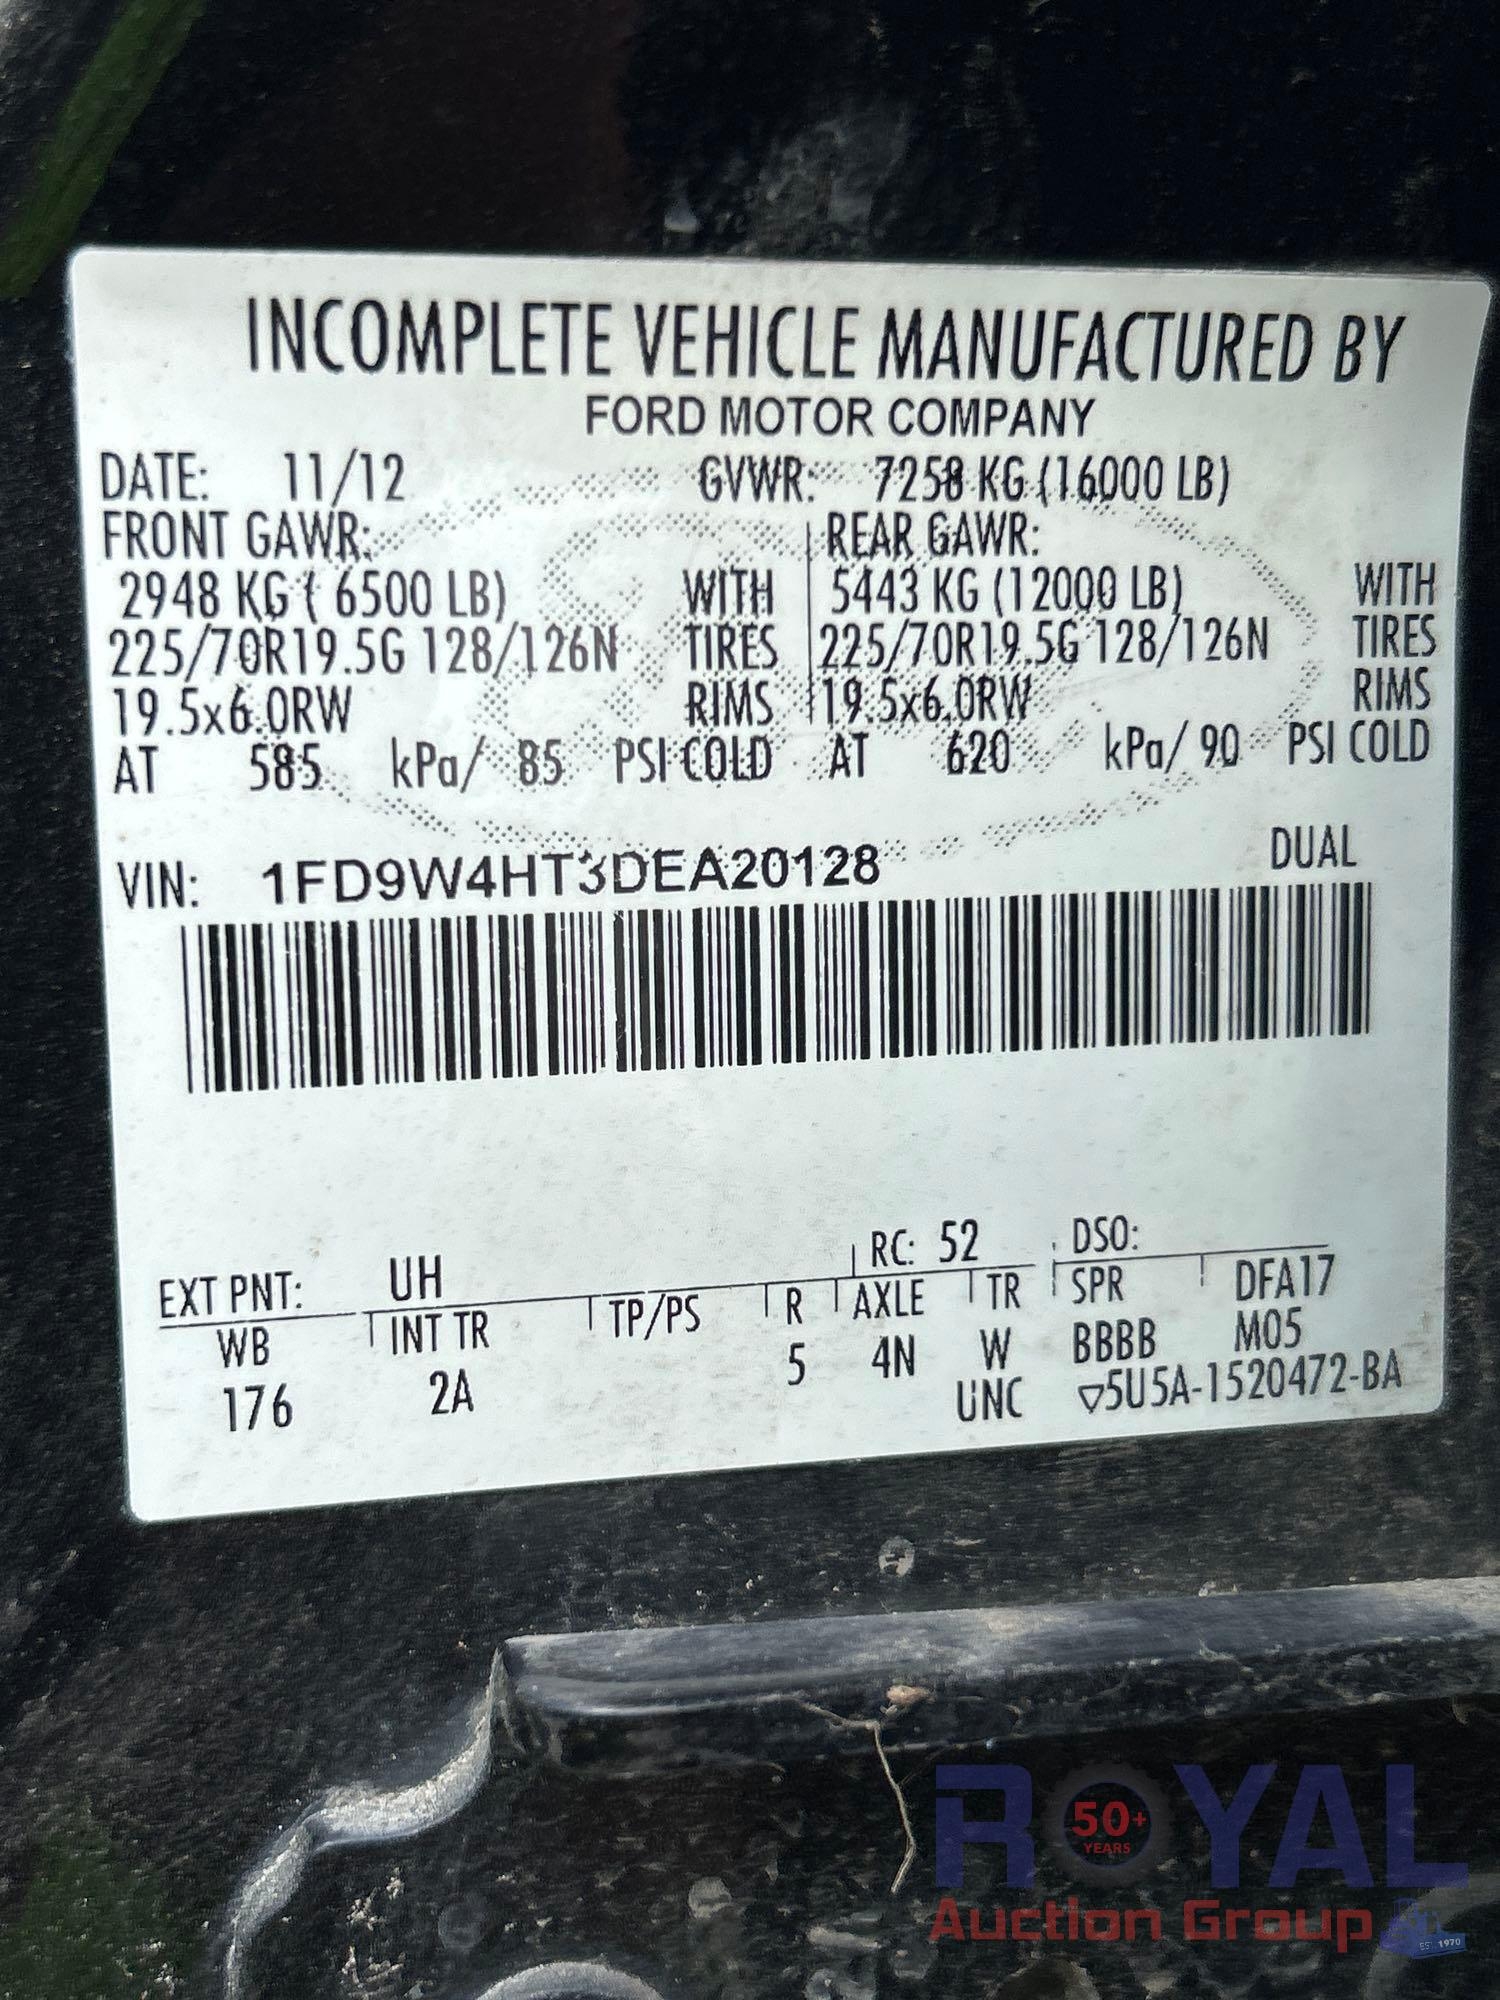 INCOMPLETE VEHICLE MANUFACTURED BY
FORD MOTOR COMPANY
DATE: 11/12 GVWR: 7258 KG (16000 LB)
FRONT GAWR: REAR GAWR:
2948 KG ( 6500 LB) WITH 5443 KG (12000 LB) WITH
225/70R19.5G 128/126N TIRES 225/70R19.5G 128/126N TIRES
19.5x6.0RW RIMS 19.5x6.0RW RIMS
AT 585 kPa/ 85 PSI COLD AT 620 kPa/ 90 PSI COLD
VIN: 1FD9W4HT3DEA20128 DUAL
EXT PNT: UH RC: 52 DSO:
WB INT TR TP/PS R AXLE TR SPR DFA17
176 2A 5 4N W BBBB M05
UNC ▽5U5A-1520472-BA
ROYAL
50+
YEARS
Auction Group
EST. 1970